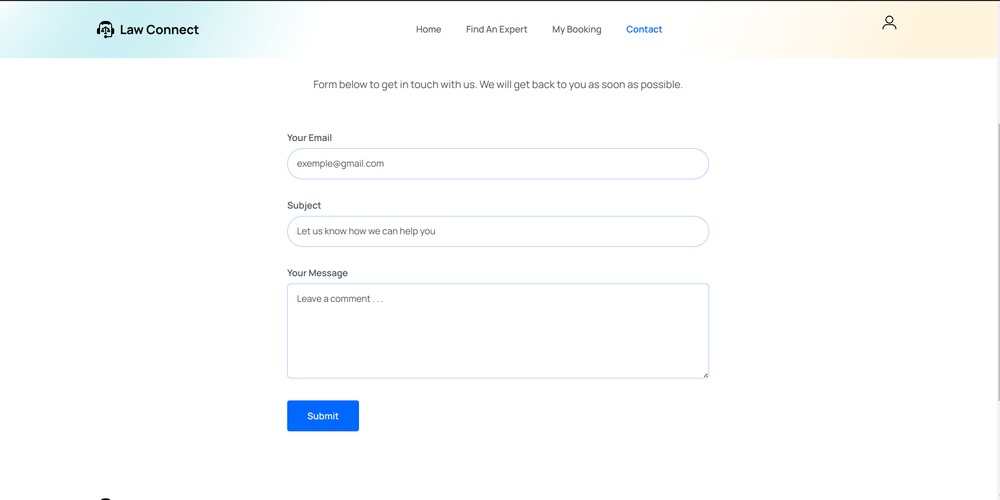 Law Connect
Home
Find An Expert
My Booking
Contact
Form below to get in touch with us. We will get back to you as soon as possible.
Your Email
exemple@gmail.com
Subject
Let us know how we can help you
Your Message
Leave a comment . . .
Submit